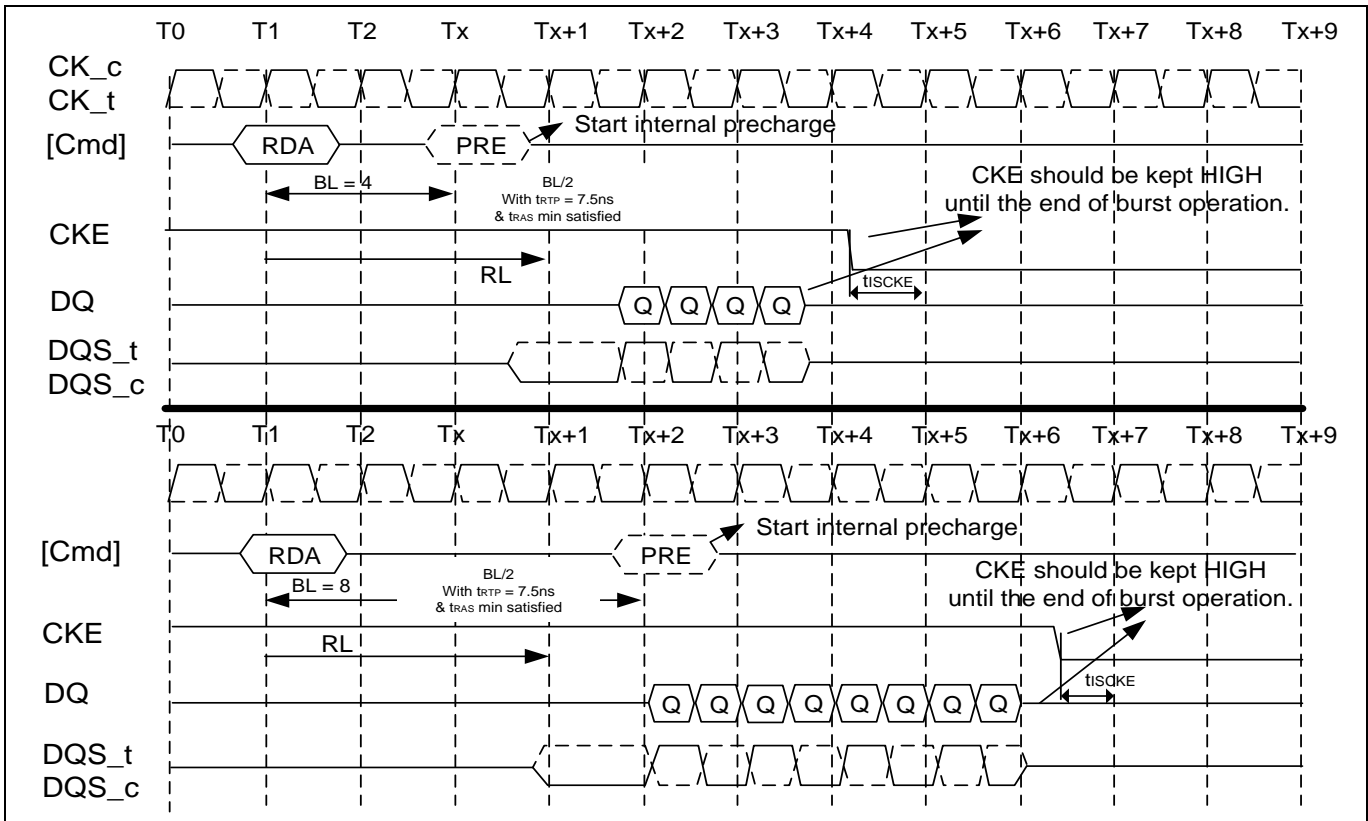 T0 T1 T2 Tx Tx+1 Tx+2 Tx+3 Tx+4 Tx+5 Tx+6 Tx+7 Tx+8 Tx+9
CK_c
CK_t
Start internal precharge
[Cmd] RDA PRE
CKE should be kept HIGH
until the end of burst operation.
BL = 4
BL/2
With tRTP = 7.5ns
& tRAS min satisfied
CKE
RL
tISCKE
DQ Q Q Q Q
DQS_t
DQS_c
T0 T1 T2 Tx Tx+1 Tx+2 Tx+3 Tx+4 Tx+5 Tx+6 Tx+7 Tx+8 Tx+9
Start internal precharge
[Cmd] RDA PRE
CKE should be kept HIGH
until the end of burst operation.
BL = 8
BL/2
With tRTP = 7.5ns
& tRAS min satisfied
CKE
RL
tISCKE
DQ Q Q Q Q Q Q Q Q
DQS_t
DQS_c